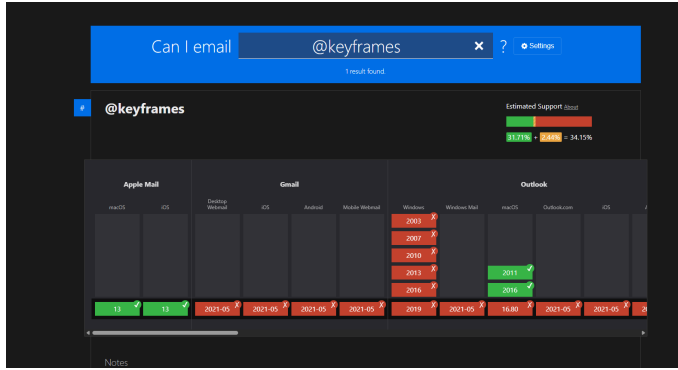 Can I email @keyframes × ? Settings
1 result found.
#
@keyframes
Estimated Support About
31.71% + 2.44% = 34.15%
Apple Mail Gmail Outlook
macOS iOS Desktop Webmail iOS Android Mobile Webmail Windows Windows Mail macOS Outlook.com iOS
2003
2007
2010
2013 2011
2016 2016
13 13 2021-05 2021-05 2021-05 2021-05 2019 2021-05 16.80 2021-05 2021-05
Notes